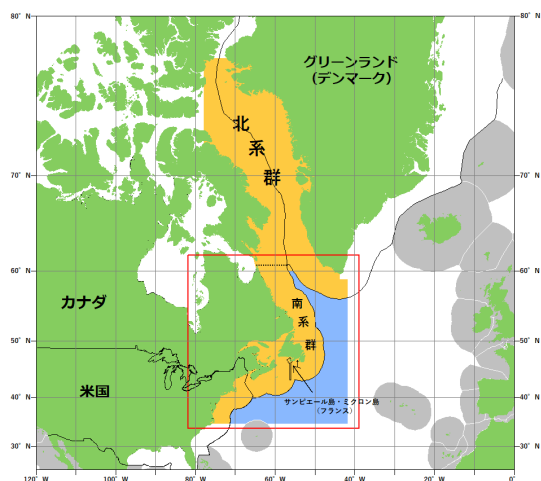 80° N
80° N
グリーンランド
（デンマーク）
北
系
群
70° N
70° N
60° N
60° N
カナダ
南
系
群
50° N
50° N
米国
サンピエール島・ミクロン島
（フランス）
40° N
40° N
30° N
30° N
120° W
100° W
80° W
60° W
40° W
20° W
0°